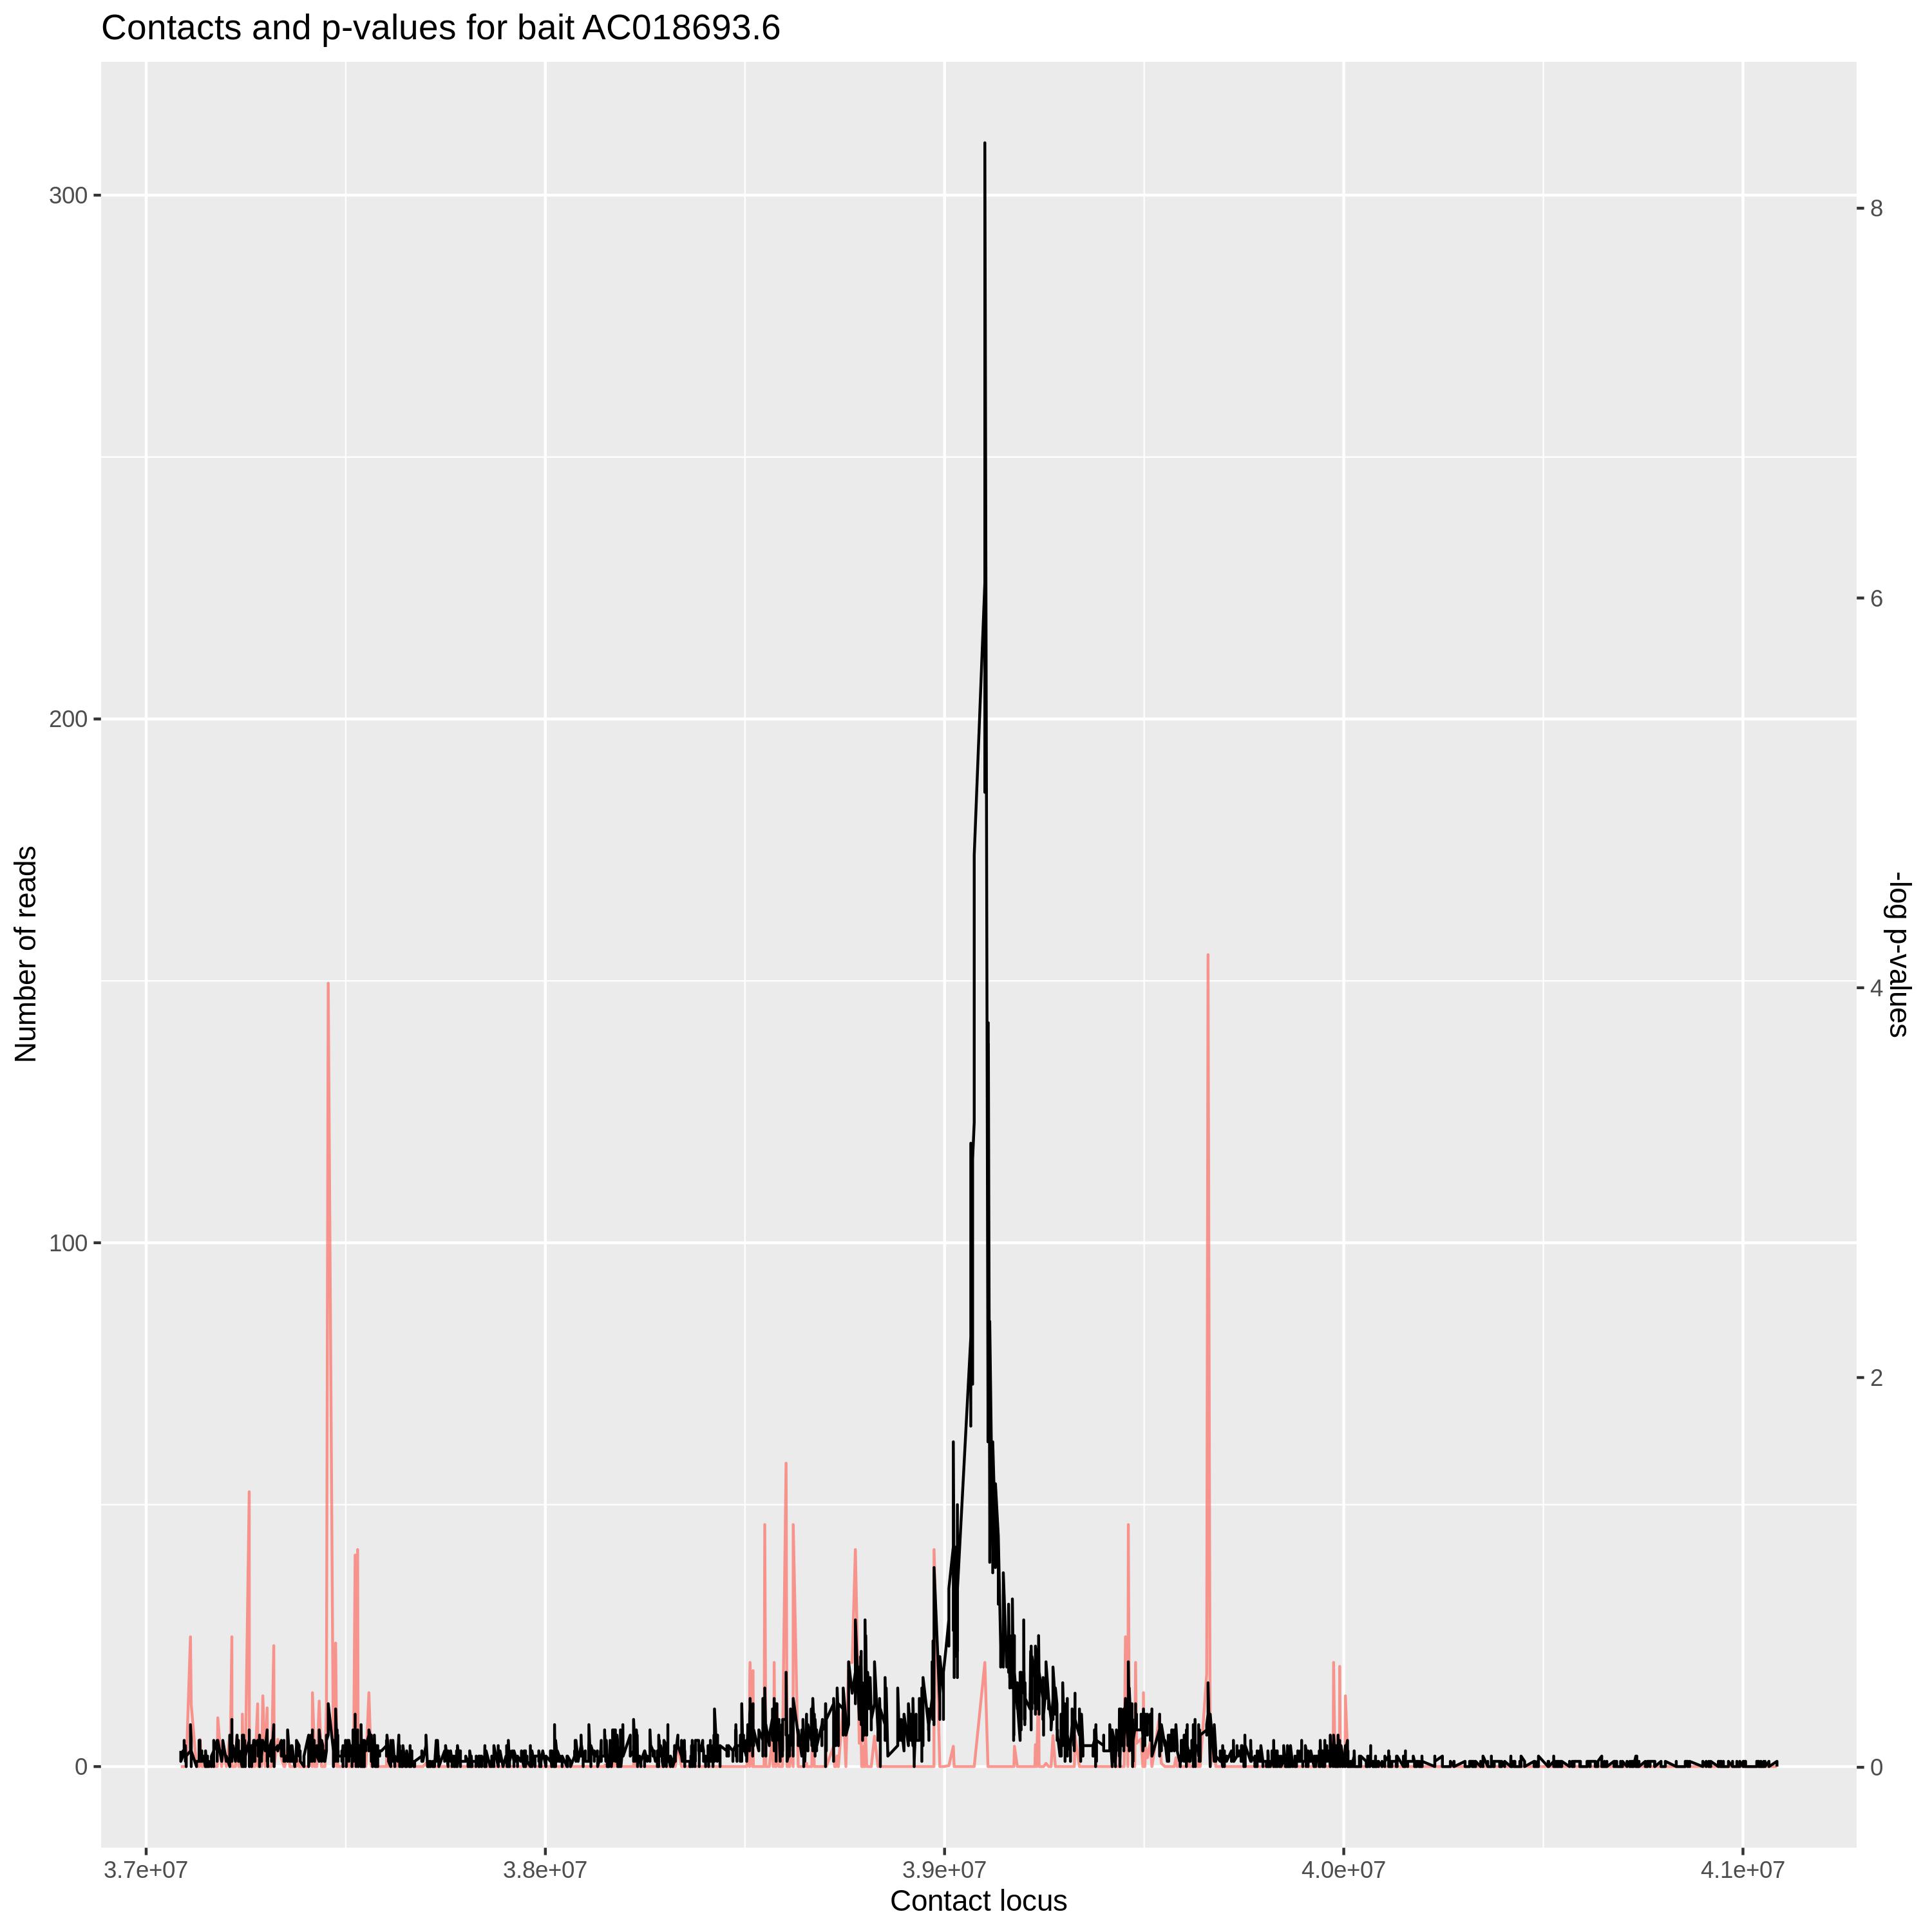 Contacts and p-values for bait AC018693.6
300
200
100
0
8
6
4
2
0
Number of reads
-log p-values
3.7e+07 3.8e+07 3.9e+07 4.0e+07 4.1e+07
Contact locus